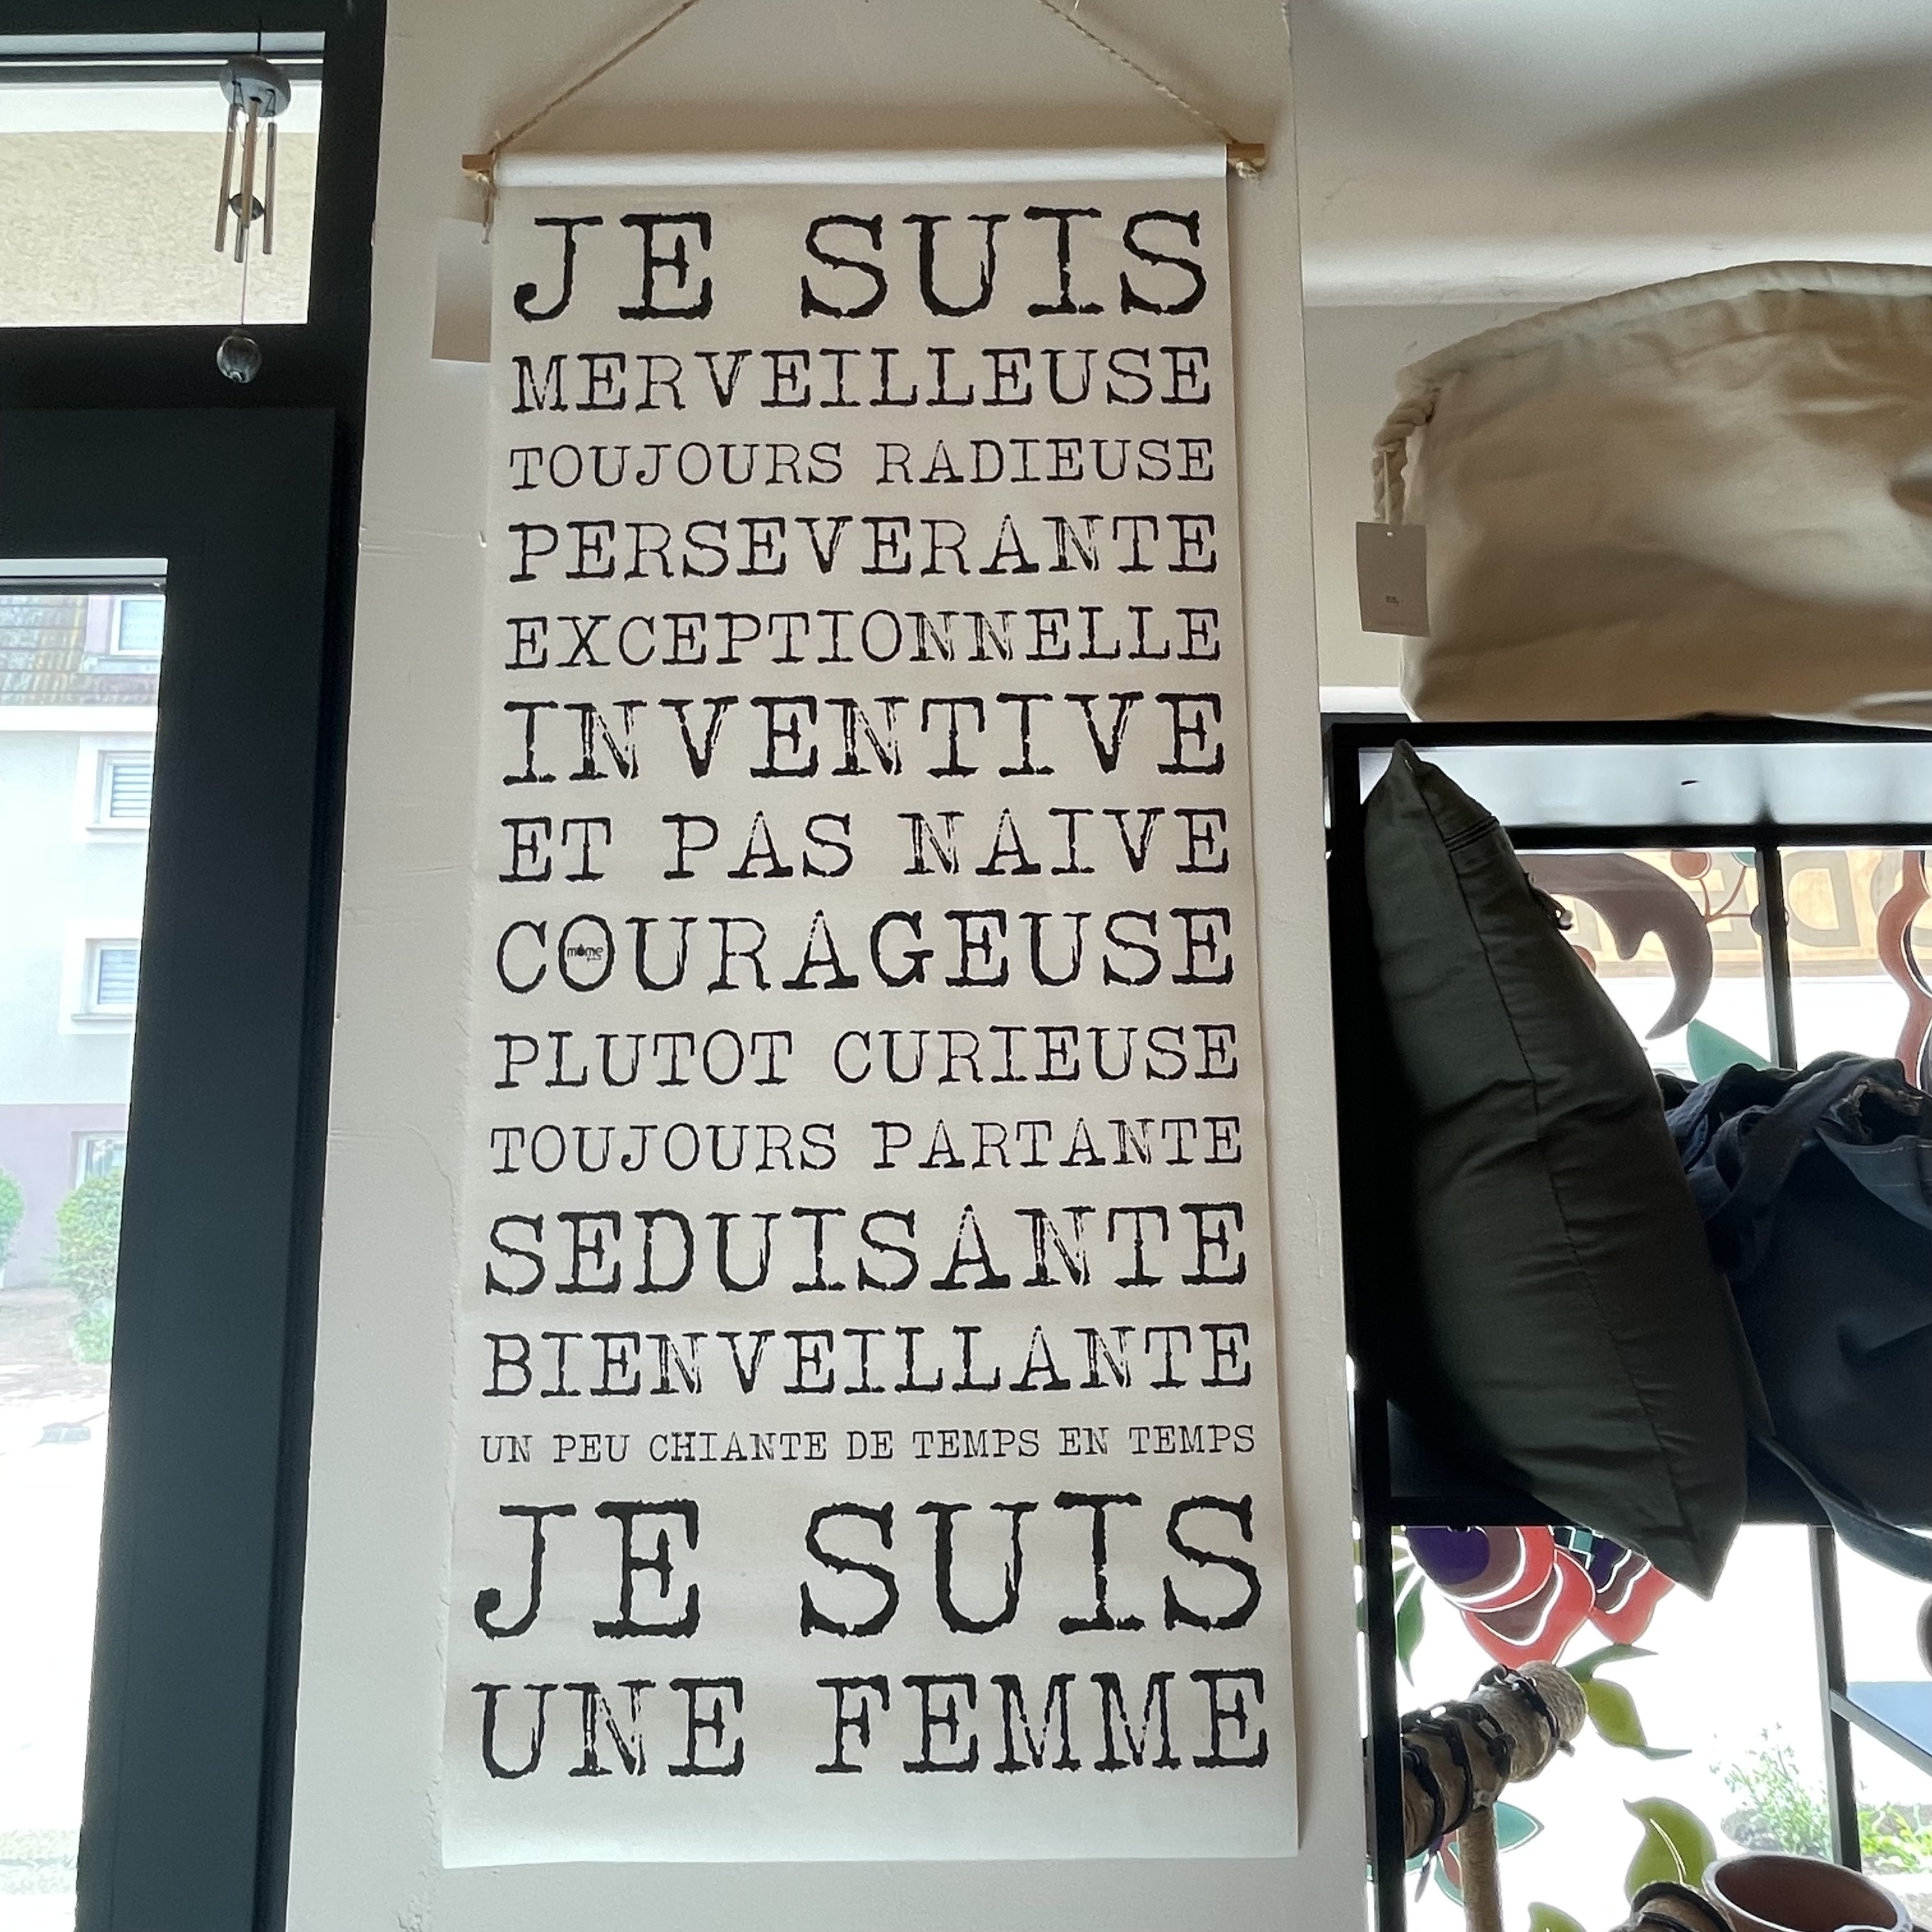 JE SUIS
MERVEILLEUSE
TOUJOURS RADIEUSE
PERSEVERANTE
EXCEPTIONNELLE
INVENTIVE
ET PAS NAIVE
COURAGEUSE
môme
PLUTOT CURIEUSE
TOUJOURS PARTANTE
SEDUISANTE
BIENVEILLANTE
UN PEU CHIANTE DE TEMPS EN TEMPS
JE SUIS
UNE FEMME